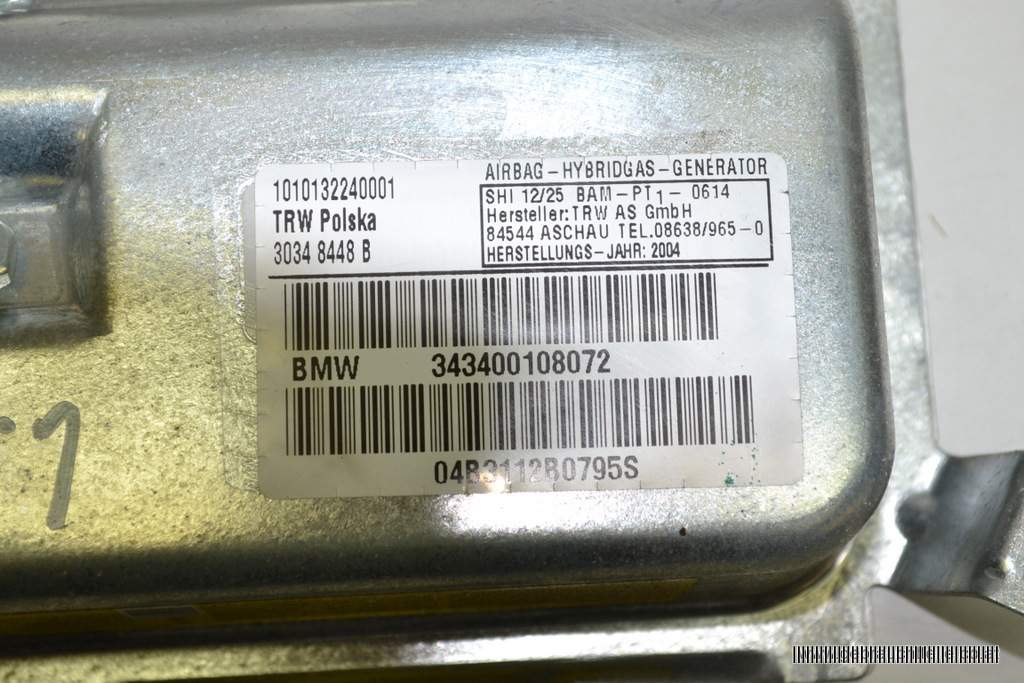 1010132240001
TRW Polska
3034 8448 B
AIRBAG-HYBRIDGAS-GENERATOR
SHI 12/25 BAM-PT1-0614
Hersteller: TRW AS GmbH
84544 ASCHAU TEL.08638/965-0
HERSTELLUNGS-JAHR: 2004
BMW 343400108072
04B3112B0795S